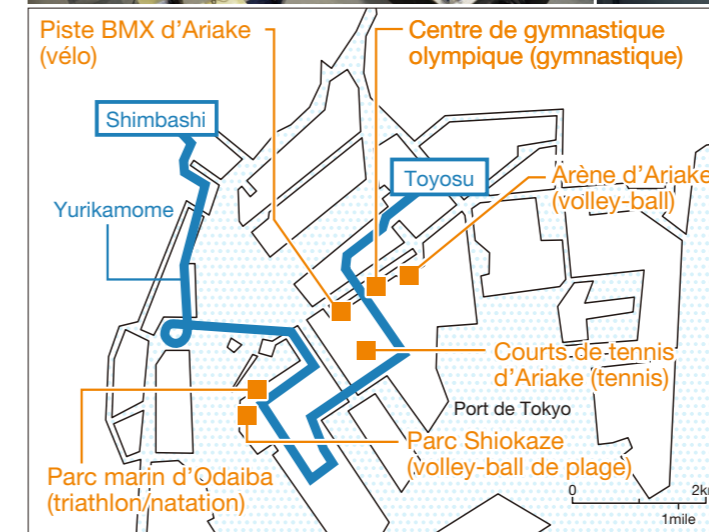 Piste BMX d'Ariake
(vélo)
Centre de gymnastique
olympique (gymnastique)
Shimbashi
Toyosu
Arène d'Ariake
(volley-ball)
Yurikamome
Courts de tennis
d'Ariake (tennis)
Port de Tokyo
Parc Shiokaze
(volley-ball de plage)
Parc marin d'Odaiba
(triathlon/natation)
0
2km
1mile